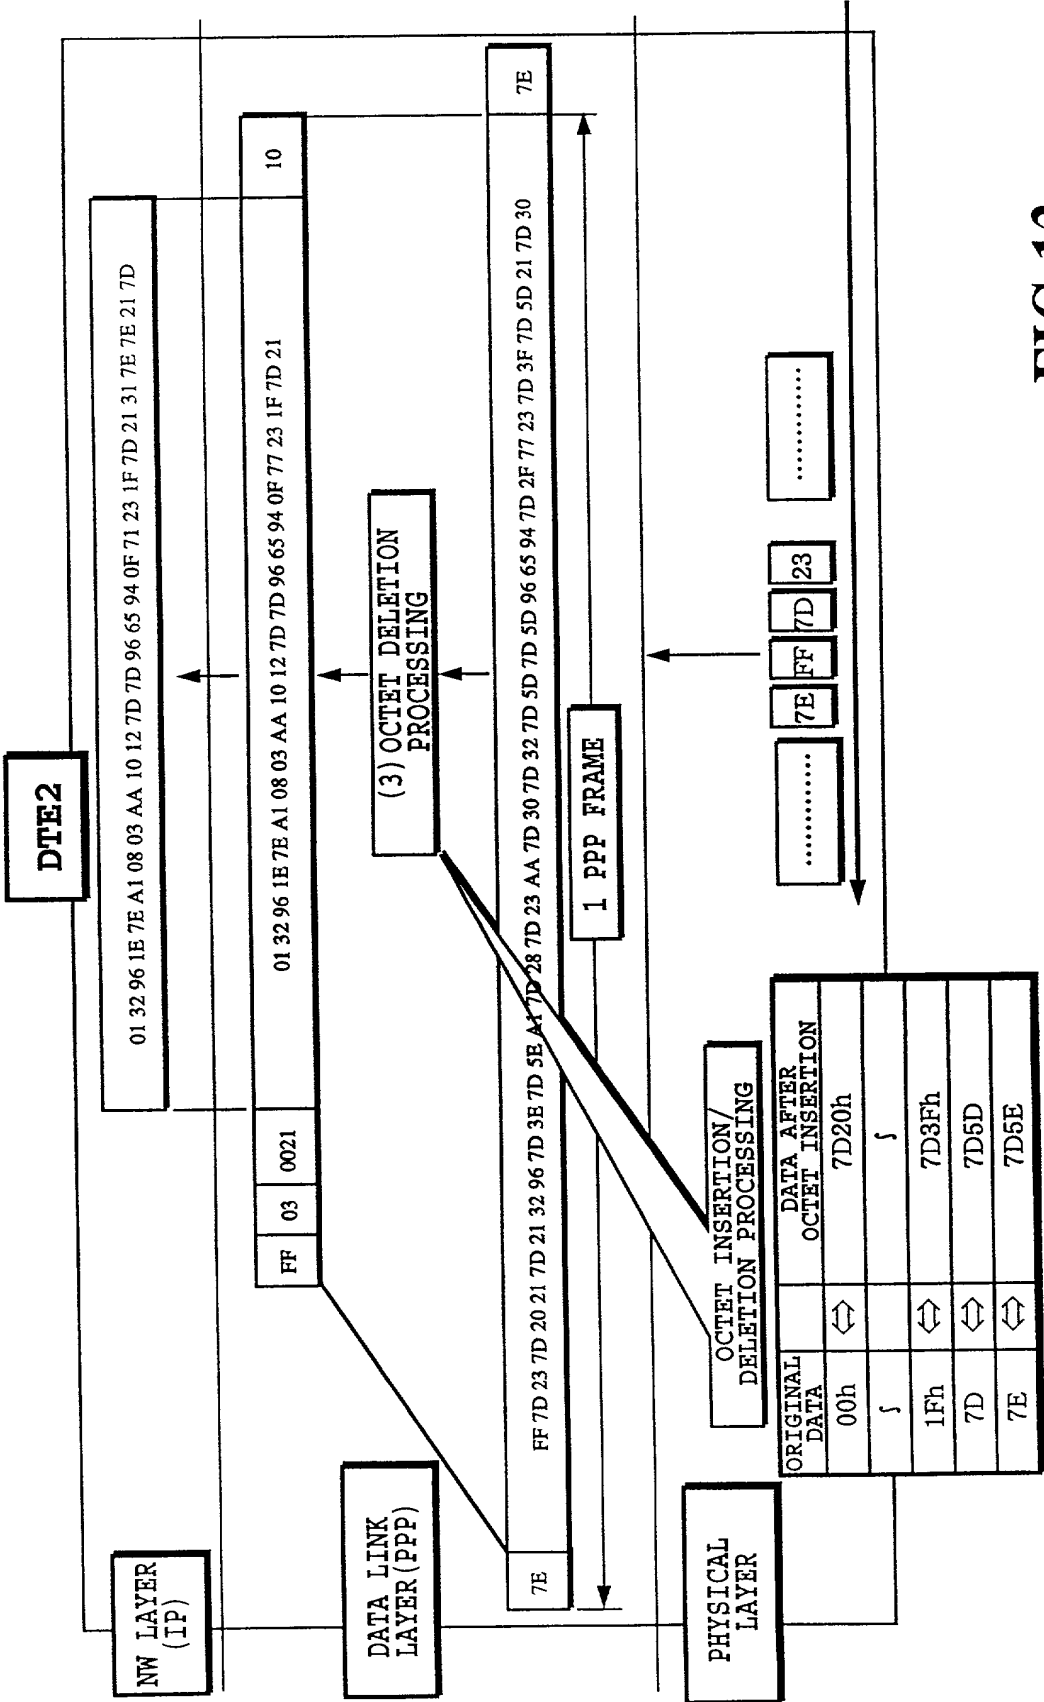 DTE2
NW LAYER
(IP)
01 32 96 1E 7E A1 08 03 AA 10 12 7D 7D 96 65 94 0F 71 23 1F 7D 21 31 7E 7E 21 7D
DATA LINK
LAYER(PPP)
FF 03 0021 01 32 96 1E 7E A1 08 03 AA 10 12 7D 7D 96 65 94 0F 77 23 1F 7D 21 10
(3) OCTET DELETION
PROCESSING
7E FF 7D 23 7D 20 21 7D 21 32 96 7D 3E 7D 5E A1 7D 28 7D 23 AA 7D 30 7D 32 7D 5D 7D 5D 96 65 94 7D 2F 77 23 7D 3F 7D 5D 21 7D 30 7E
1 PPP FRAME
PHYSICAL
LAYER
OCTET INSERTION/
DELETION PROCESSING
............ 7E FF 7D 23 ............
ORIGINAL
DATA
DATA AFTER
OCTET INSERTION
00h ⇔ 7D20h
∫ ∫
1Fh ⇔ 7D3Fh
7D ⇔ 7D5D
7E ⇔ 7D5E